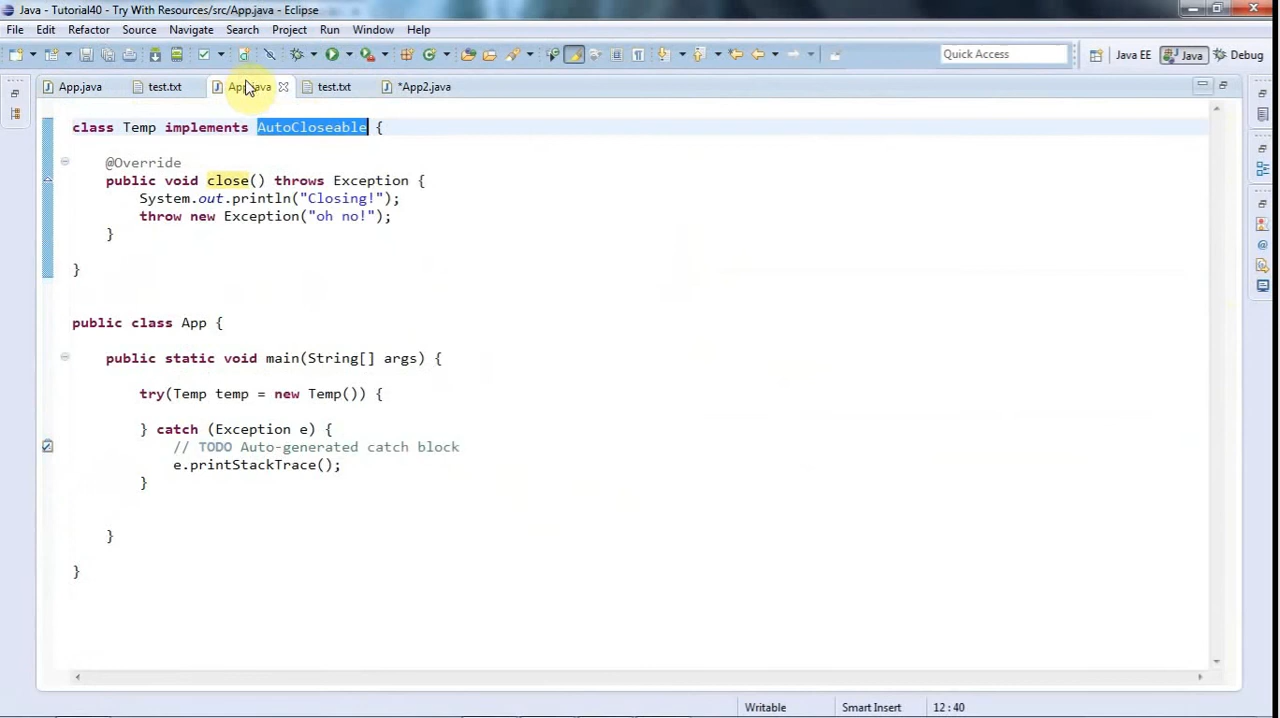 Java - Tutorial40 - Try With Resources/src/App.java - Eclipse
File Edit Refactor Source Navigate Search Project Run Window Help
Quick Access Java EE Java Debug
App.java test.txt App.java test.txt *App2.java
class Temp implements AutoCloseable {
@Override
public void close() throws Exception {
System.out.println("Closing!");
throw new Exception("oh no!");
}
}
public class App {
public static void main(String[] args) {
try(Temp temp = new Temp()) {
} catch (Exception e) {
// TODO Auto-generated catch block
e.printStackTrace();
}
}
}
Writable Smart Insert 12 : 40